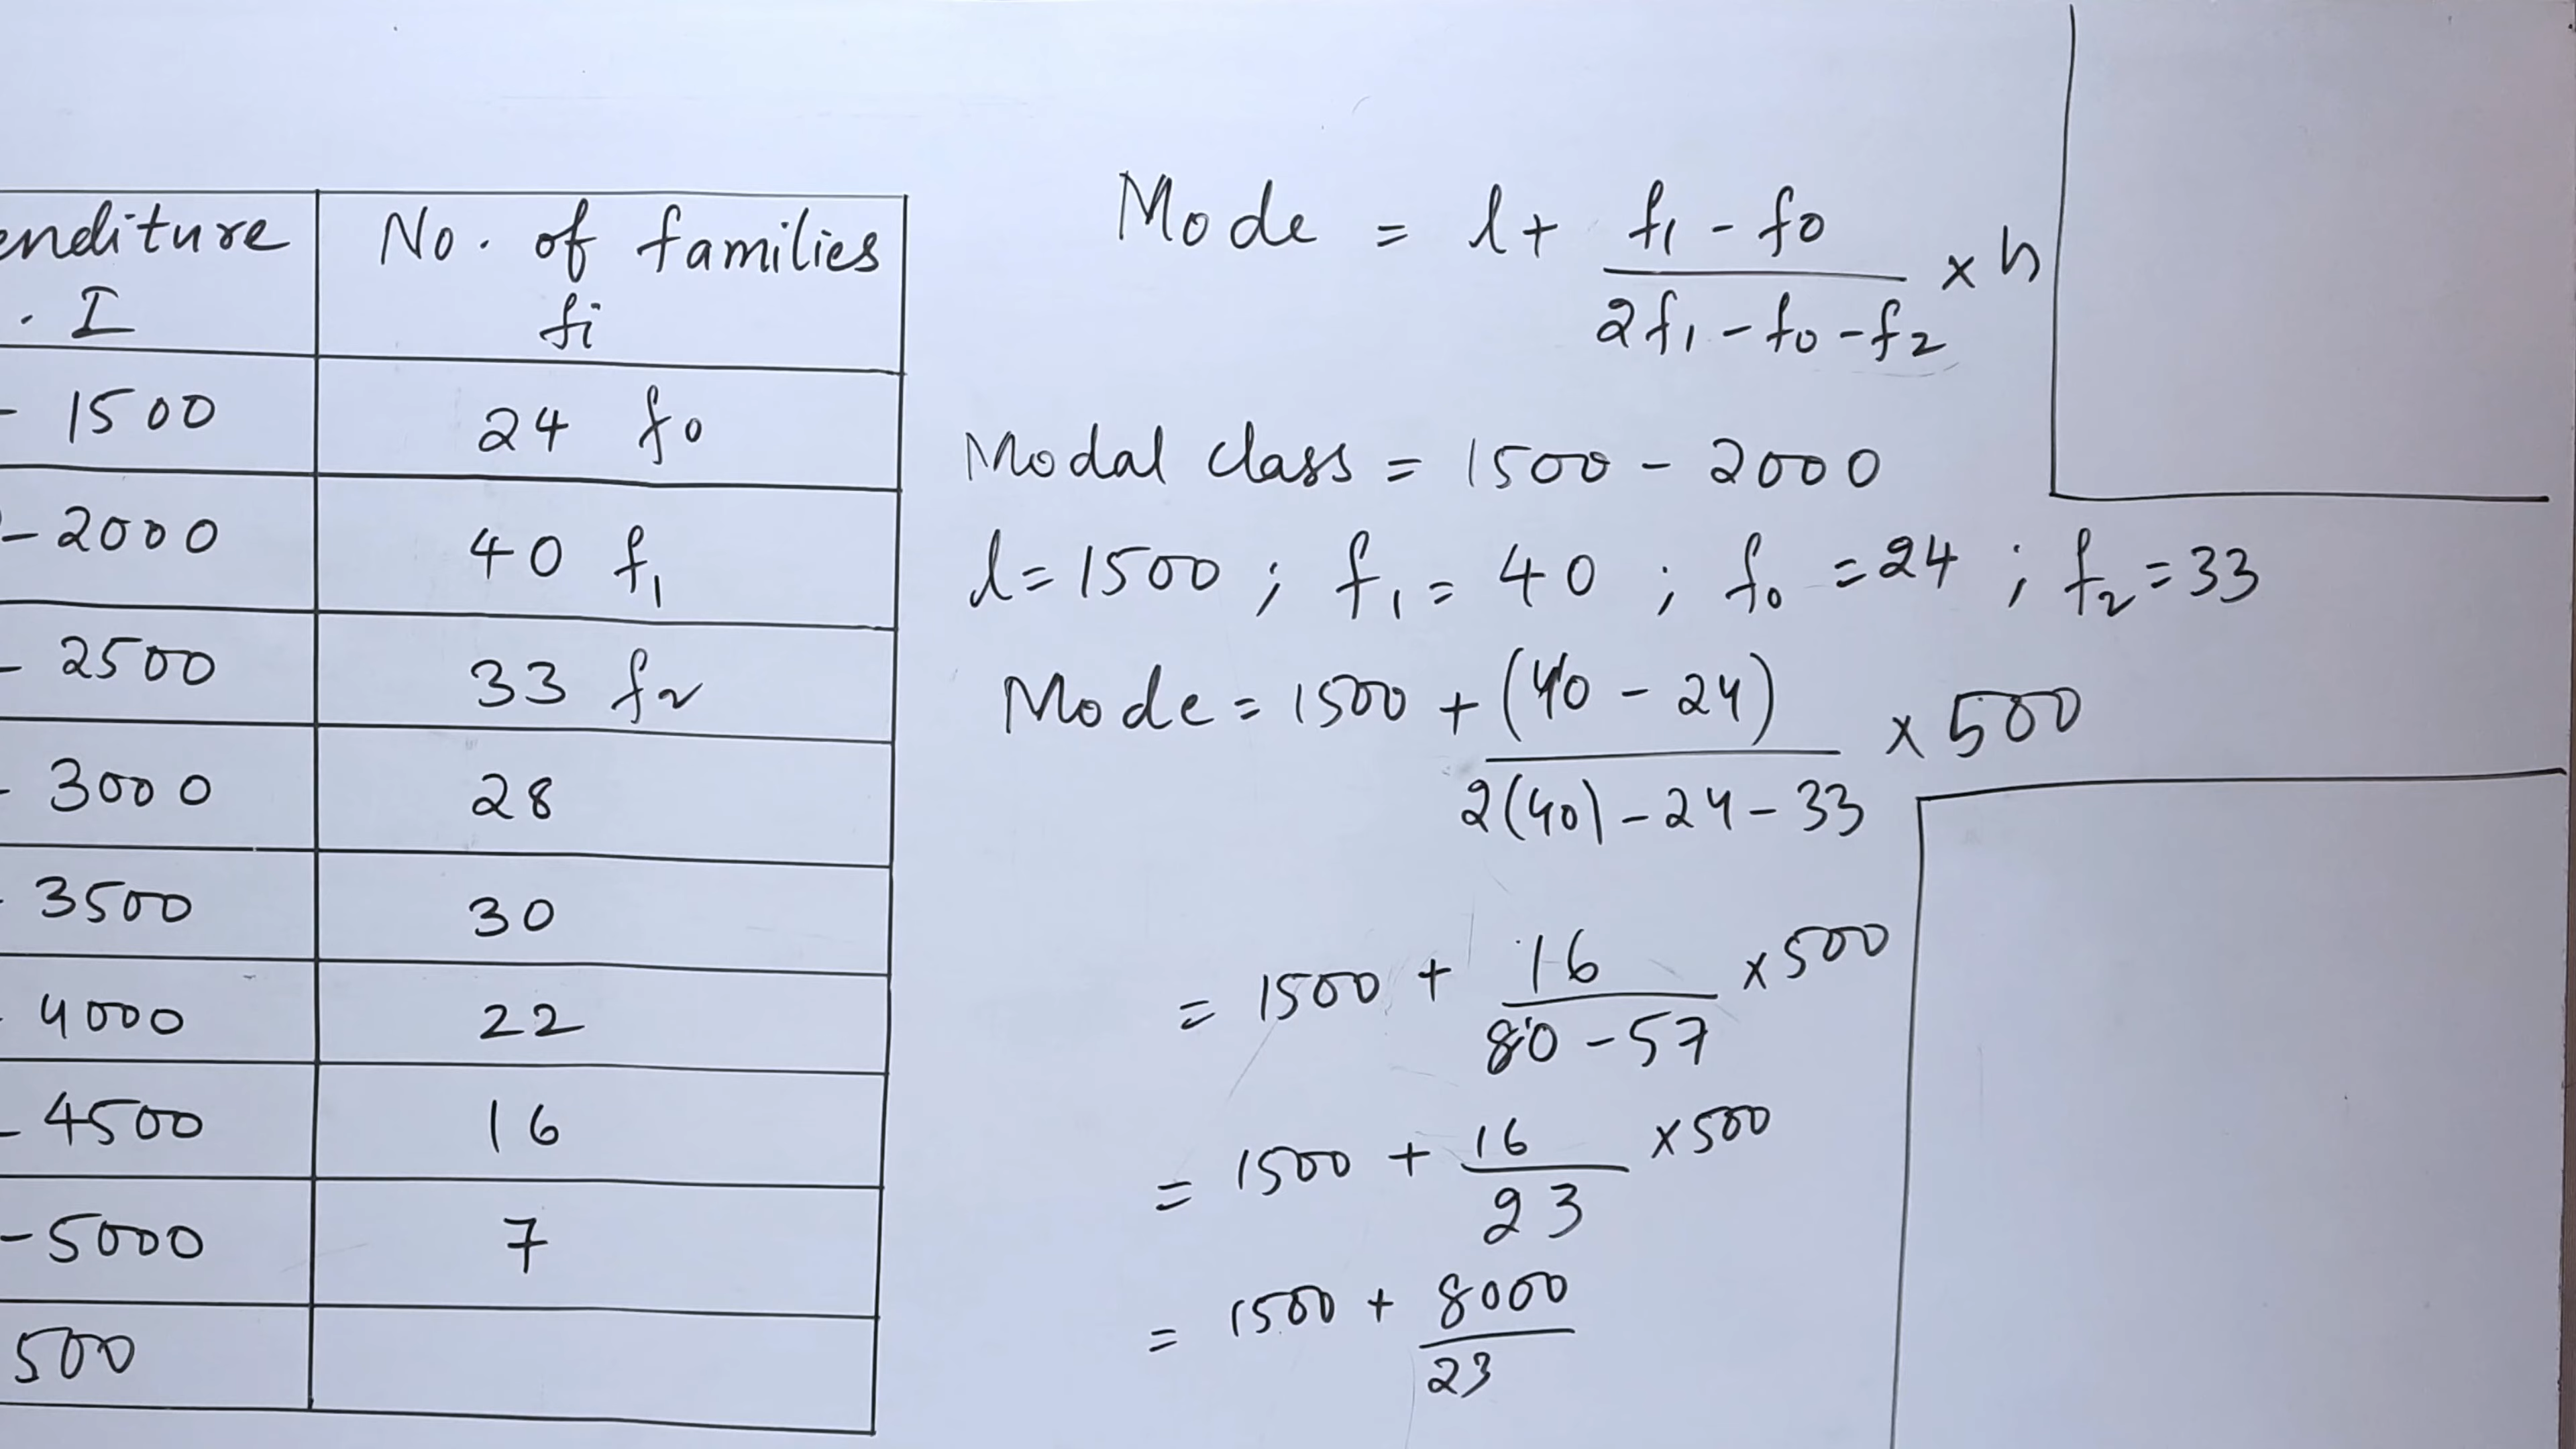 enditure No. of families
. I fi
- 1500 24 f0
- 2000 40 f1
- 2500 33 f2
- 3000 28
- 3500 30
- 4000 22
- 4500 16
- 5000 7
500
Mode = l + (f1 - f0) / (2f1 - f0 - f2) × h
Modal class = 1500 - 2000
l = 1500 ; f1 = 40 ; f0 = 24 ; f2 = 33
Mode = 1500 + (40 - 24) / (2(40) - 24 - 33) × 500
= 1500 + 16 / (80 - 57) × 500
= 1500 + 16 / 23 × 500
= 1500 + 8000 / 23